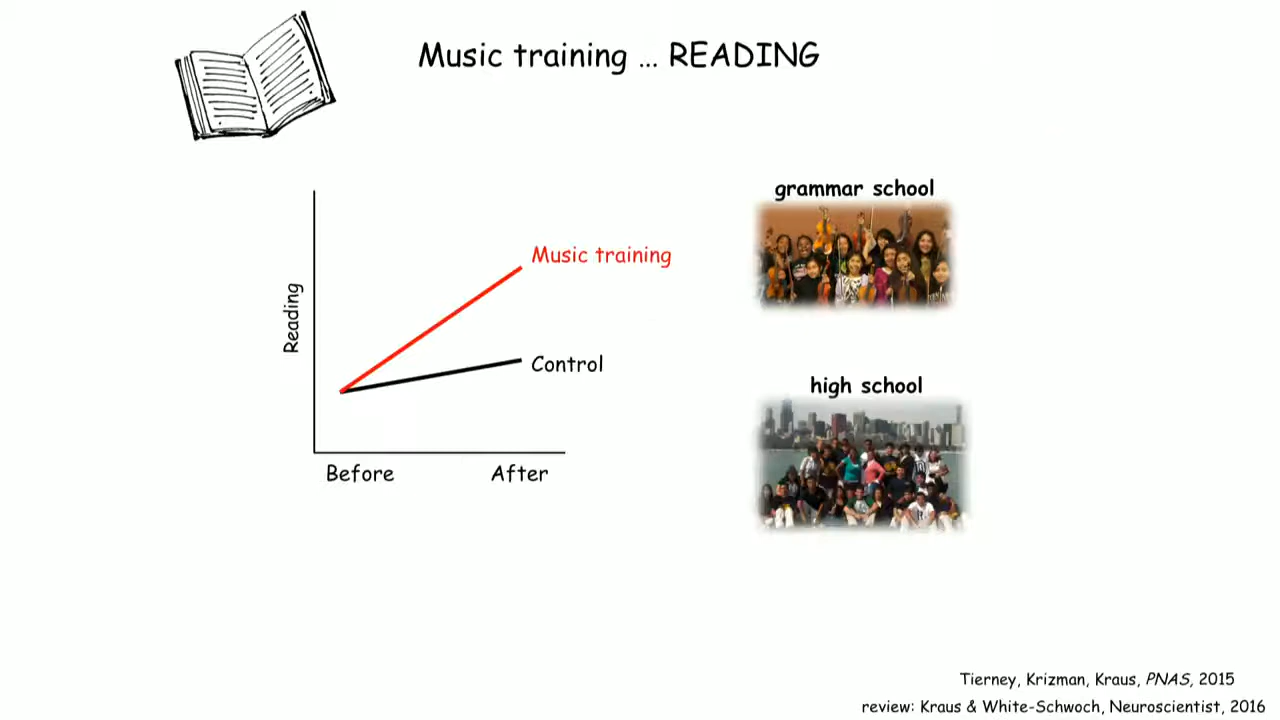 Music training ... READING
grammar school
Music training
Reading
Control
high school
Before
After
Tierney, Krizman, Kraus, PNAS, 2015
review: Kraus & White-Schwoch, Neuroscientist, 2016